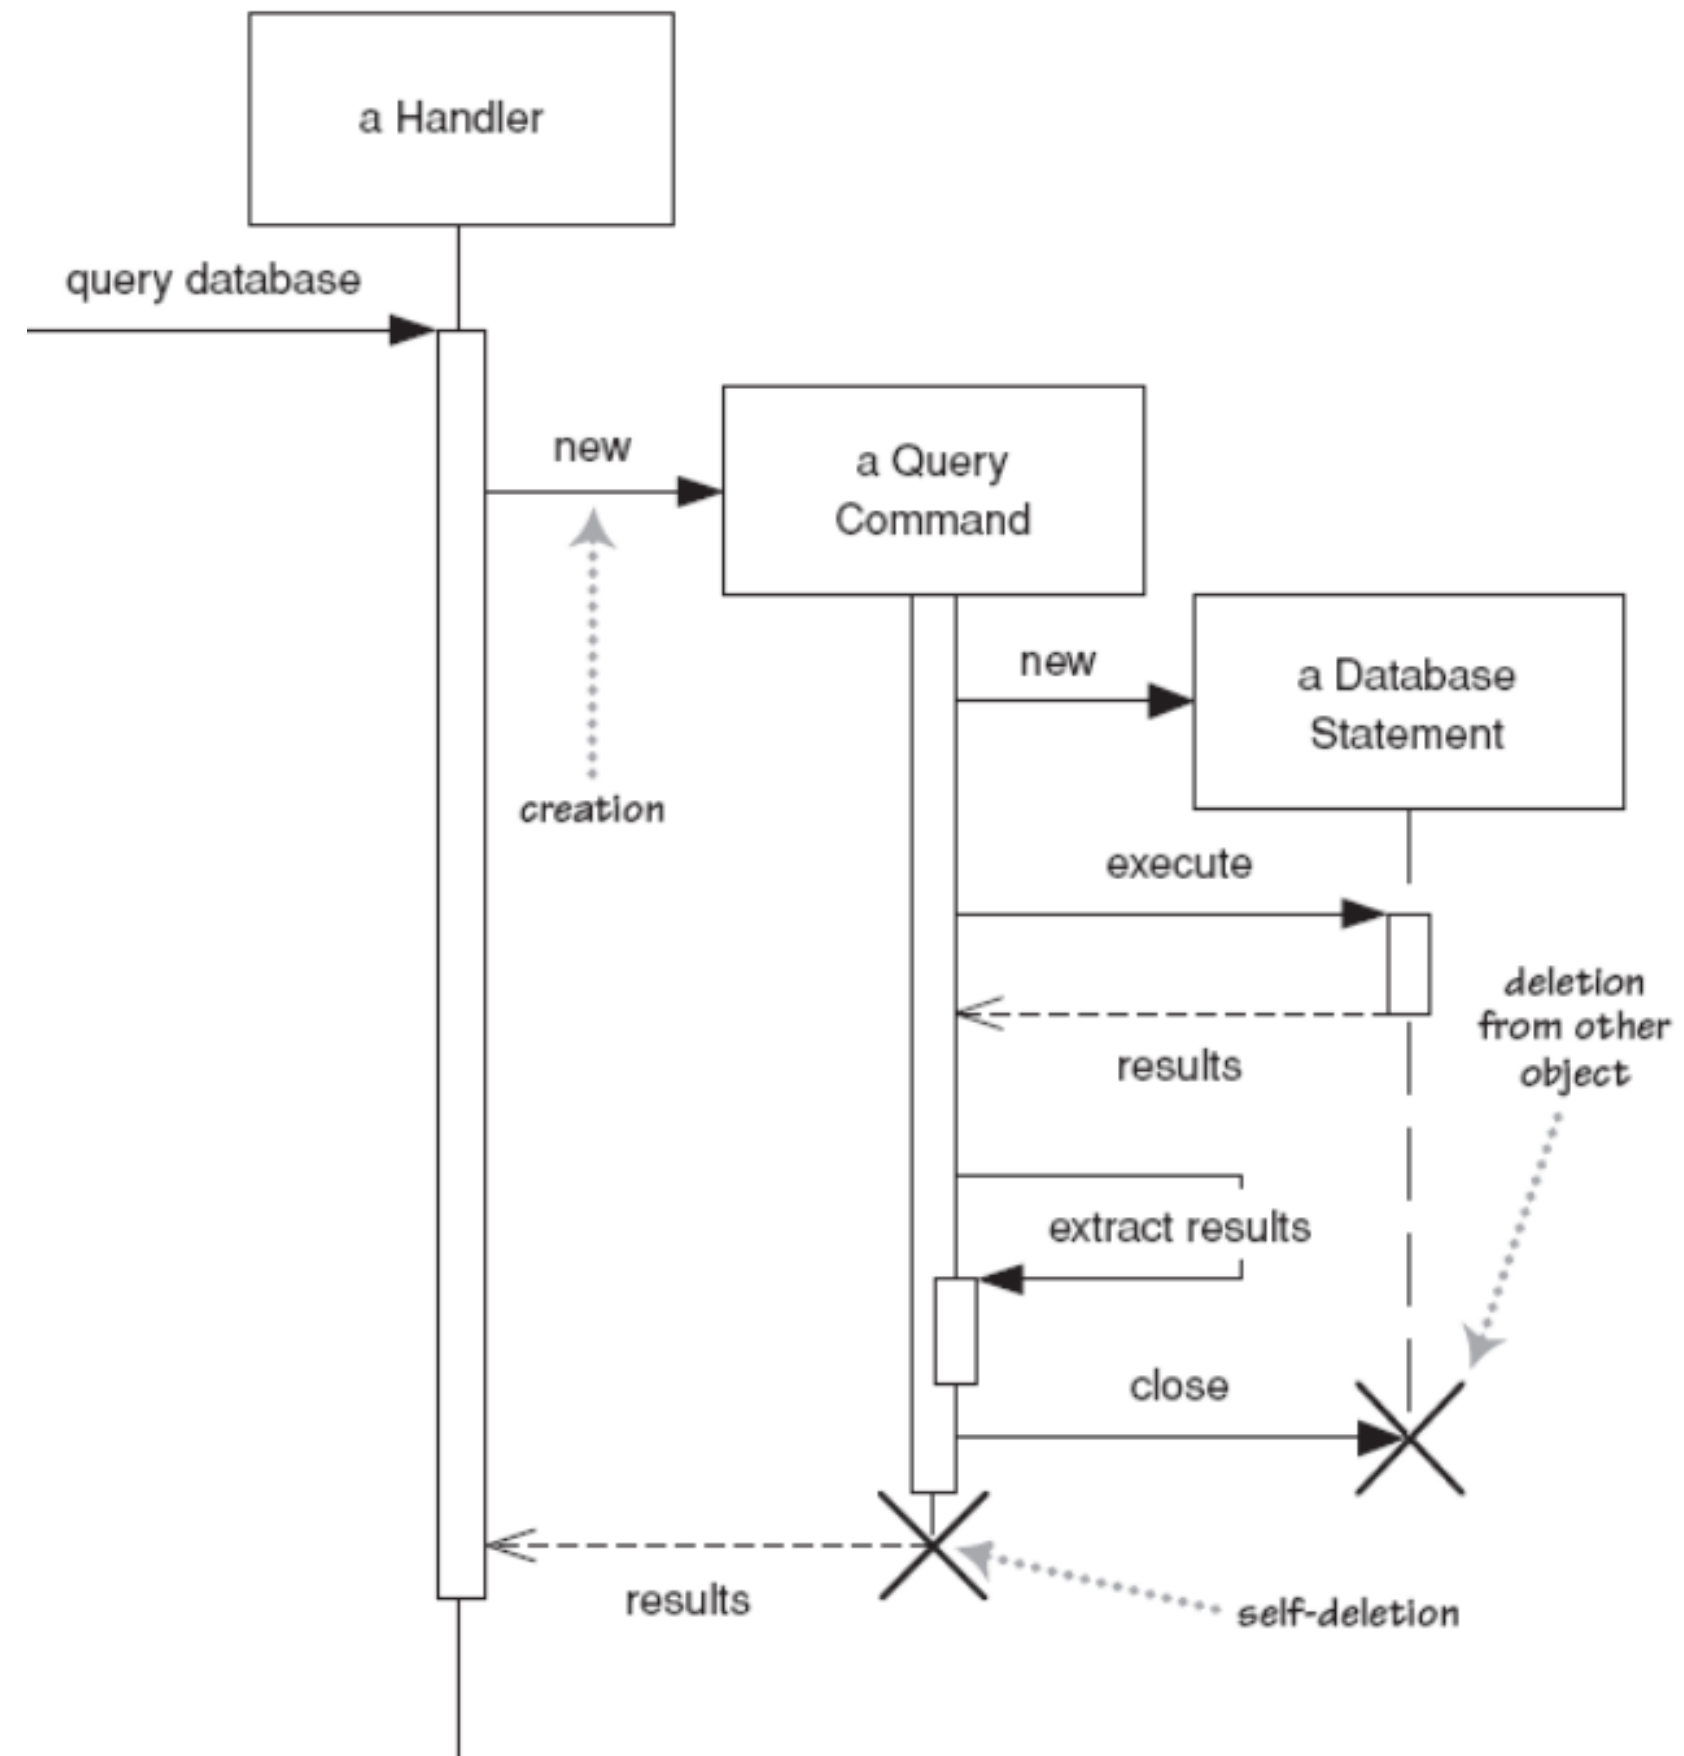 a Handler
query database
new
a Query
Command
new
a Database
Statement
creation
execute
deletion
from other
object
results
extract results
close
results
self-deletion